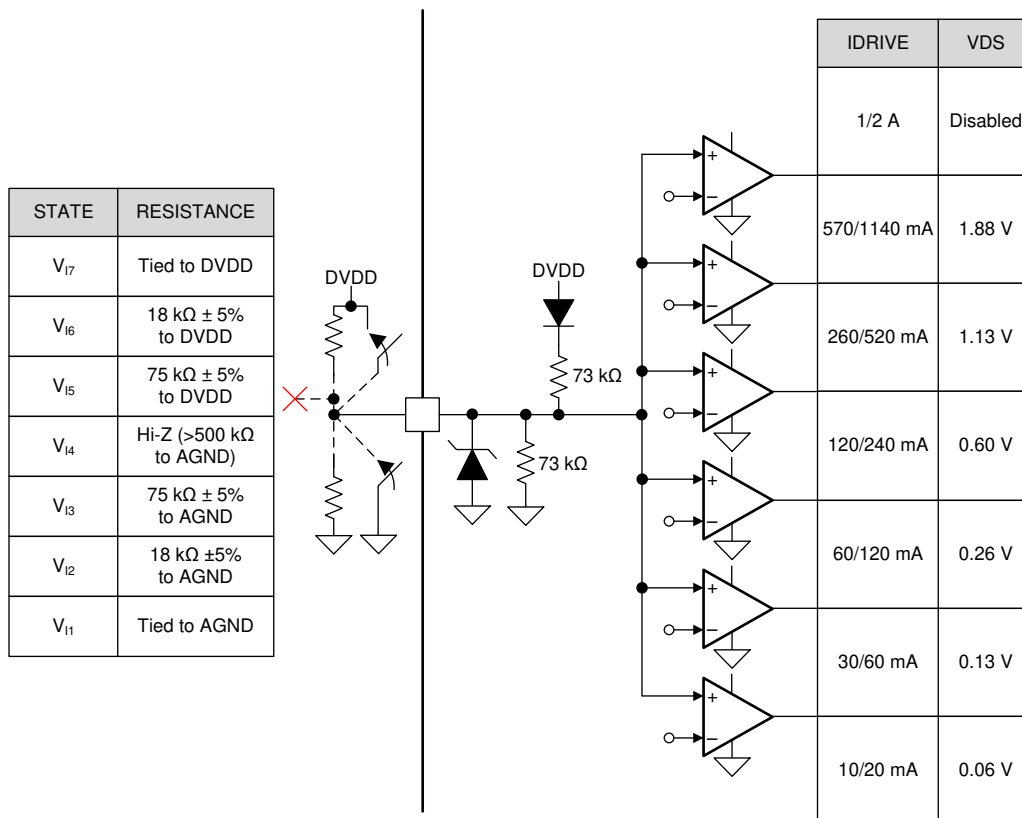 STATE RESISTANCE
V_I7 Tied to DVDD
V_I6 18 kΩ ± 5%
to DVDD
V_I5 75 kΩ ± 5%
to DVDD
V_I4 Hi-Z (>500 kΩ
to AGND)
V_I3 75 kΩ ± 5%
to AGND
V_I2 18 kΩ ±5%
to AGND
V_I1 Tied to AGND
DVDD
DVDD
73 kΩ
73 kΩ
+
−
+
−
+
−
+
−
+
−
+
−
IDRIVE VDS
1/2 A Disabled
570/1140 mA 1.88 V
260/520 mA 1.13 V
120/240 mA 0.60 V
60/120 mA 0.26 V
30/60 mA 0.13 V
10/20 mA 0.06 V